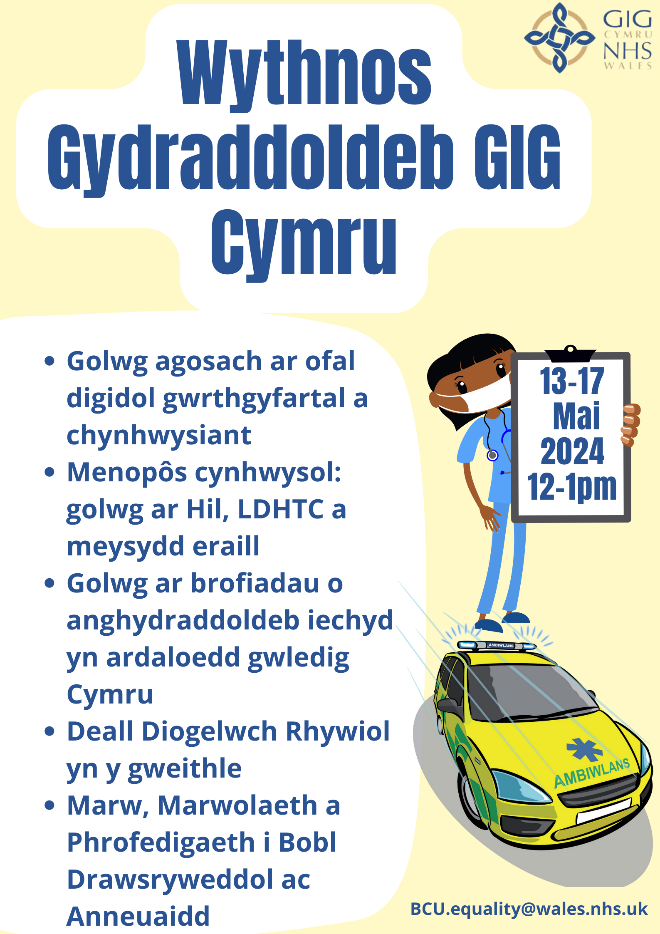 Wythnos
Gydraddoldeb GIG
Cymru
GIG
CYMRU
NHS
WALES
• Golwg agosach ar ofal
digidol gwrthgyfartal a
chynhwysiant
• Menopôs cynhwysol:
golwg ar Hil, LDHTC a
meysydd eraill
• Golwg ar brofiadau o
anghydraddoldeb iechyd
yn ardaloedd gwledig
Cymru
• Deall Diogelwch Rhywiol
yn y gweithle
• Marw, Marwolaeth a
Phrofedigaeth i Bobl
Drawsryweddol ac
Anneuaidd
13-17
Mai
2024
12-1pm
AMBIWLANS
AMBIWLANS
BCU.equality@wales.nhs.uk